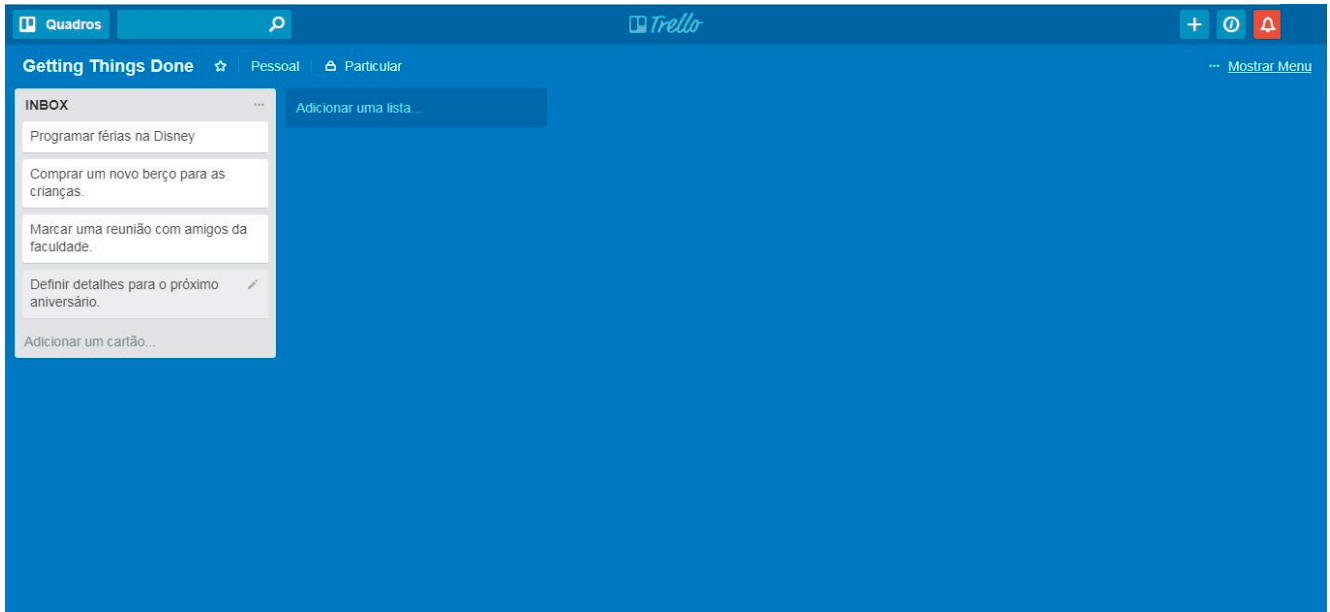 Quadros
Trello
Getting Things Done
Pessoal
Particular
··· Mostrar Menu
INBOX
···
Adicionar uma lista...
Programar férias na Disney
Comprar um novo berço para as
crianças.
Marcar uma reunião com amigos da
faculdade.
Definir detalhes para o próximo
aniversário.
Adicionar um cartão...